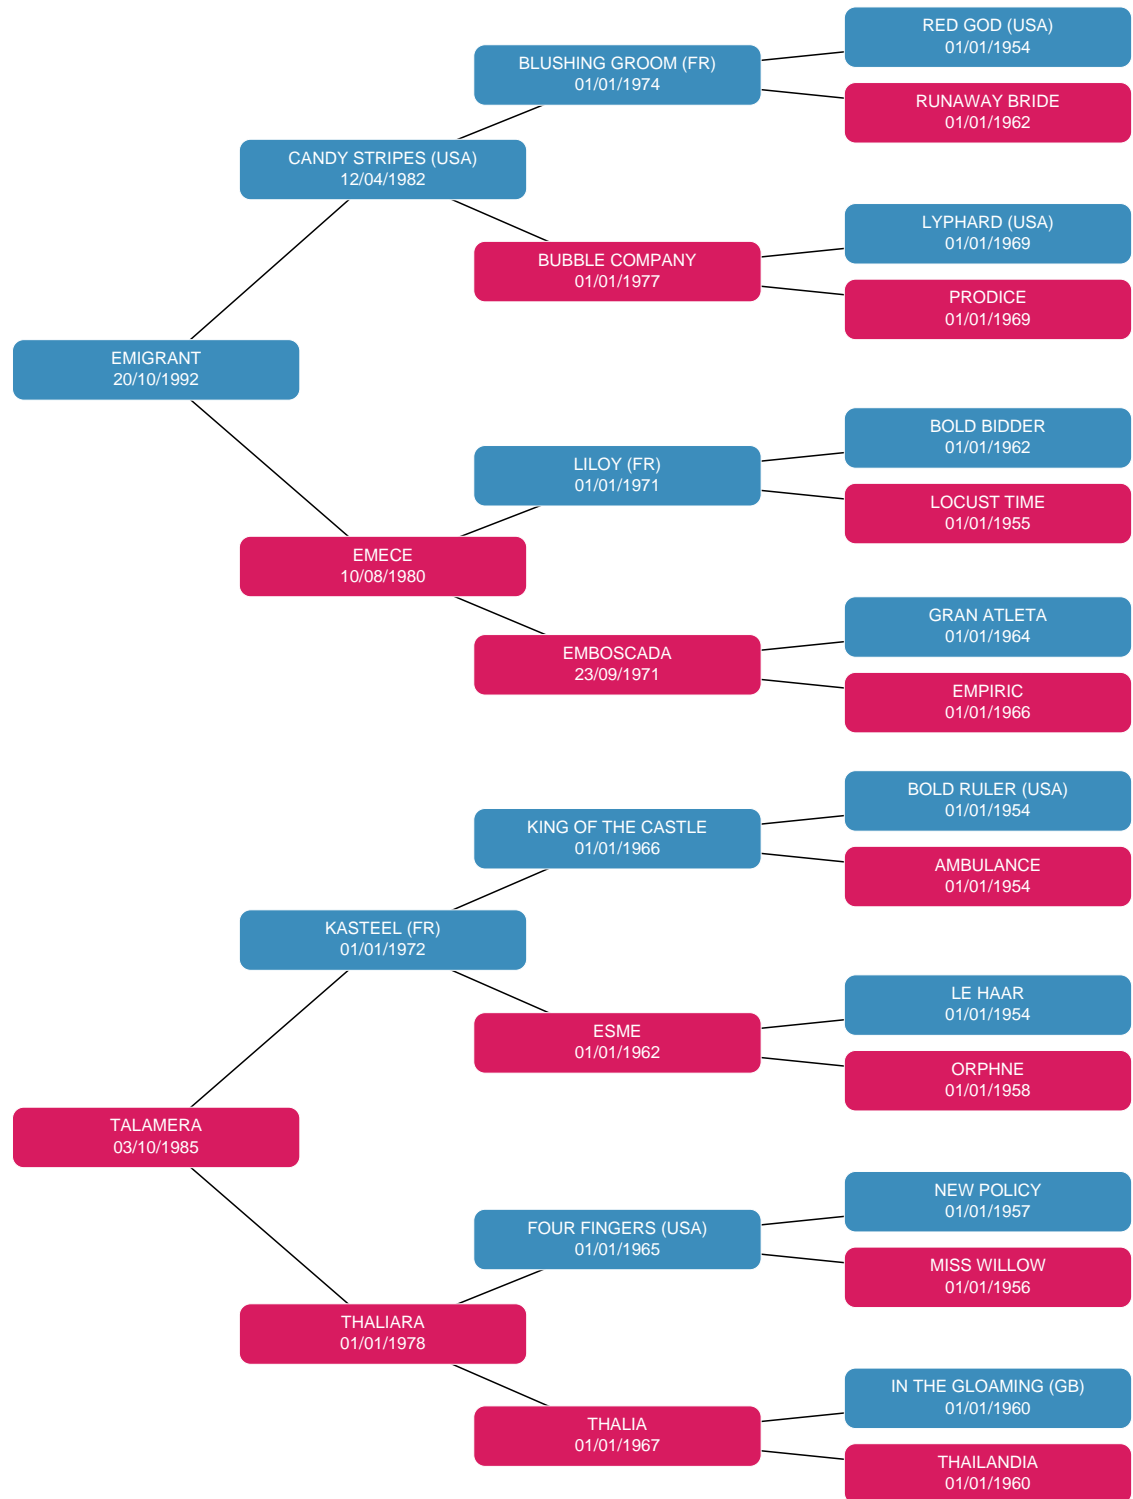 RED GOD (USA)
01/01/1954
BLUSHING GROOM (FR)
01/01/1974
RUNAWAY BRIDE
01/01/1962
CANDY STRIPES (USA)
12/04/1982
LYPHARD (USA)
01/01/1969
BUBBLE COMPANY
01/01/1977
PRODICE
01/01/1969
EMIGRANT
20/10/1992
BOLD BIDDER
01/01/1962
LILOY (FR)
01/01/1971
LOCUST TIME
01/01/1955
EMECE
10/08/1980
GRAN ATLETA
01/01/1964
EMBOSCADA
23/09/1971
EMPIRIC
01/01/1966
BOLD RULER (USA)
01/01/1954
KING OF THE CASTLE
01/01/1966
AMBULANCE
01/01/1954
KASTEEL (FR)
01/01/1972
LE HAAR
01/01/1954
ESME
01/01/1962
ORPHNE
01/01/1958
TALAMERA
03/10/1985
NEW POLICY
01/01/1957
FOUR FINGERS (USA)
01/01/1965
MISS WILLOW
01/01/1956
THALIARA
01/01/1978
IN THE GLOAMING (GB)
01/01/1960
THALIA
01/01/1967
THAILANDIA
01/01/1960